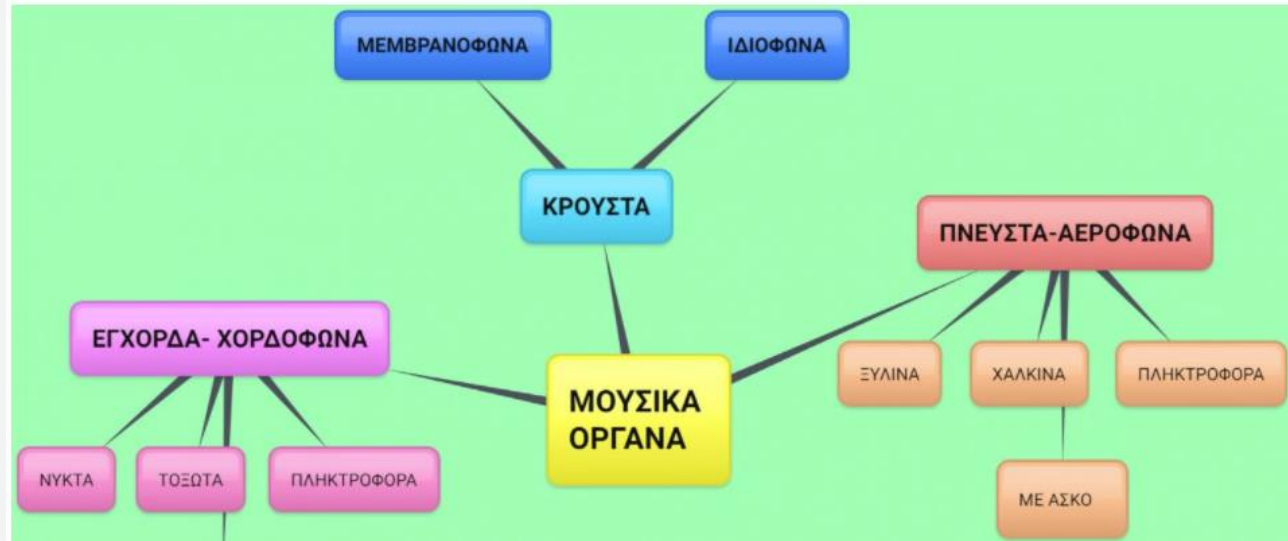 ΜΕΜΒΡΑΝΟΦΩΝΑ
ΙΔΙΟΦΩΝΑ
ΚΡΟΥΣΤΑ
ΠΝΕΥΣΤΑ-ΑΕΡΟΦΩΝΑ
ΕΓΧΟΡΔΑ- ΧΟΡΔΟΦΩΝΑ
ΞΥΛΙΝΑ
ΧΑΛΚΙΝΑ
ΠΛΗΚΤΡΟΦΟΡΑ
ΜΟΥΣΙΚΑ
ΟΡΓΑΝΑ
ΝΥΚΤΑ
ΤΟΞΩΤΑ
ΠΛΗΚΤΡΟΦΟΡΑ
ΜΕ ΑΣΚΟ